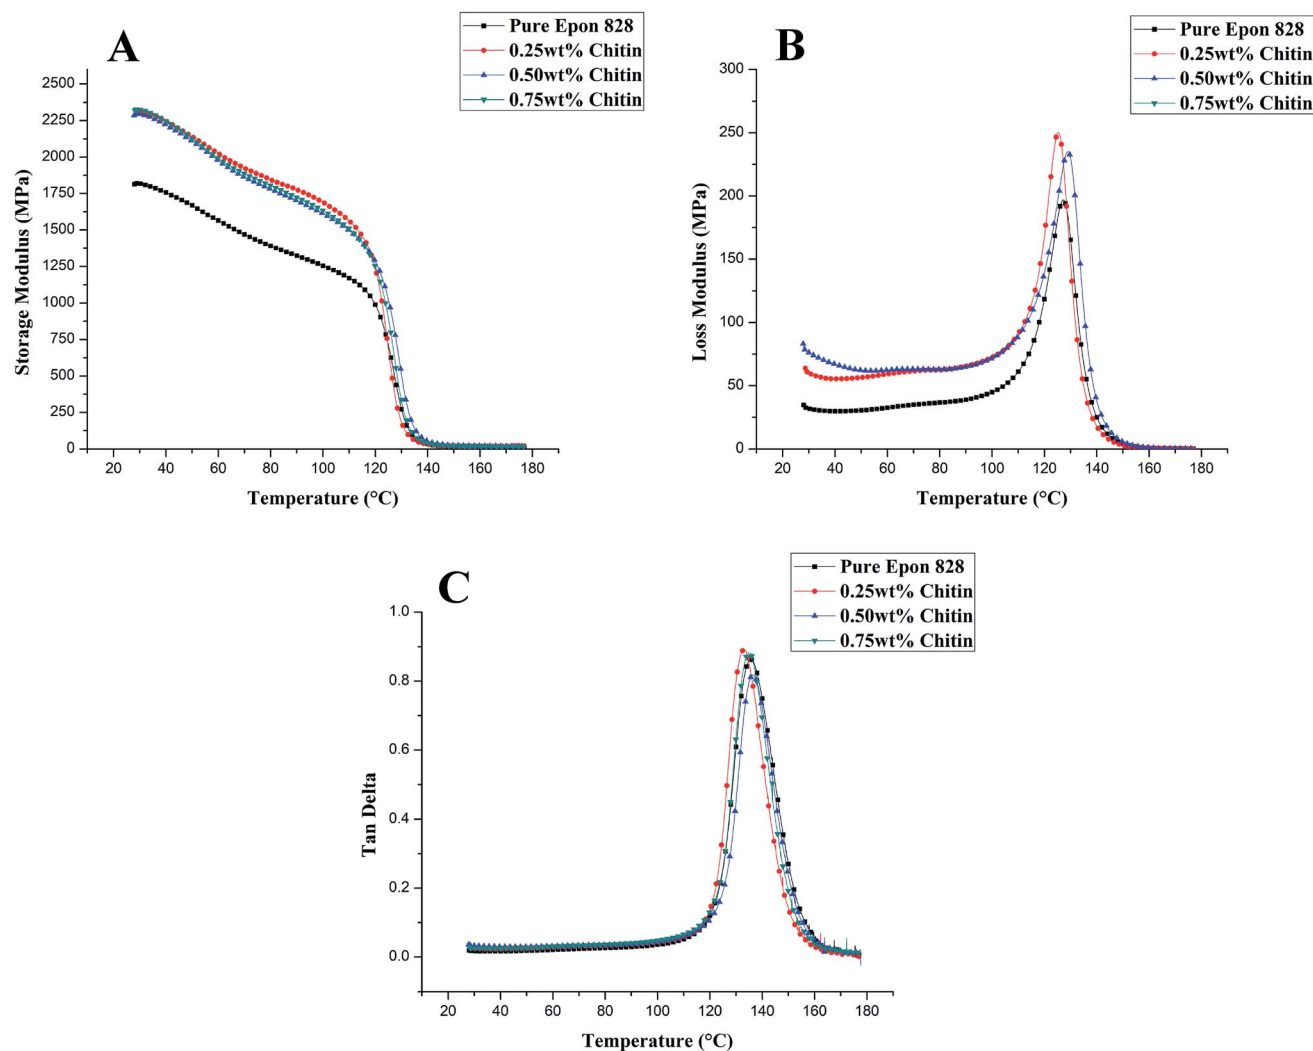 A
Pure Epon 828
0.25wt% Chitin
0.50wt% Chitin
0.75wt% Chitin
2500
2250
2000
1750
1500
1250
1000
750
500
250
0
Storage Modulus (MPa)
20 40 60 80 100 120 140 160 180
Temperature (°C)
B
Pure Epon 828
0.25wt% Chitin
0.50wt% Chitin
0.75wt% Chitin
300
250
200
150
100
50
0
Loss Modulus (MPa)
20 40 60 80 100 120 140 160 180
Temperature (°C)
C
Pure Epon 828
0.25wt% Chitin
0.50wt% Chitin
0.75wt% Chitin
1.0
0.8
0.6
0.4
0.2
0.0
Tan Delta
20 40 60 80 100 120 140 160 180
Temperature (°C)